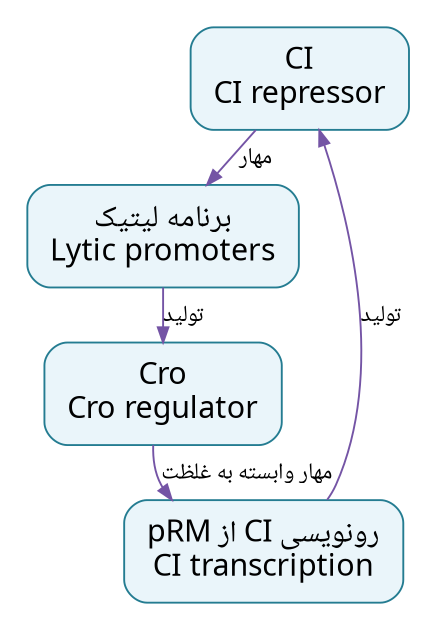 CI
CI repressor
مهار
برنامه لیتیک
Lytic promoters
تولید
تولید
Cro
Cro regulator
مهار وابسته به غلظت
رونویسی CI از pRM
CI transcription